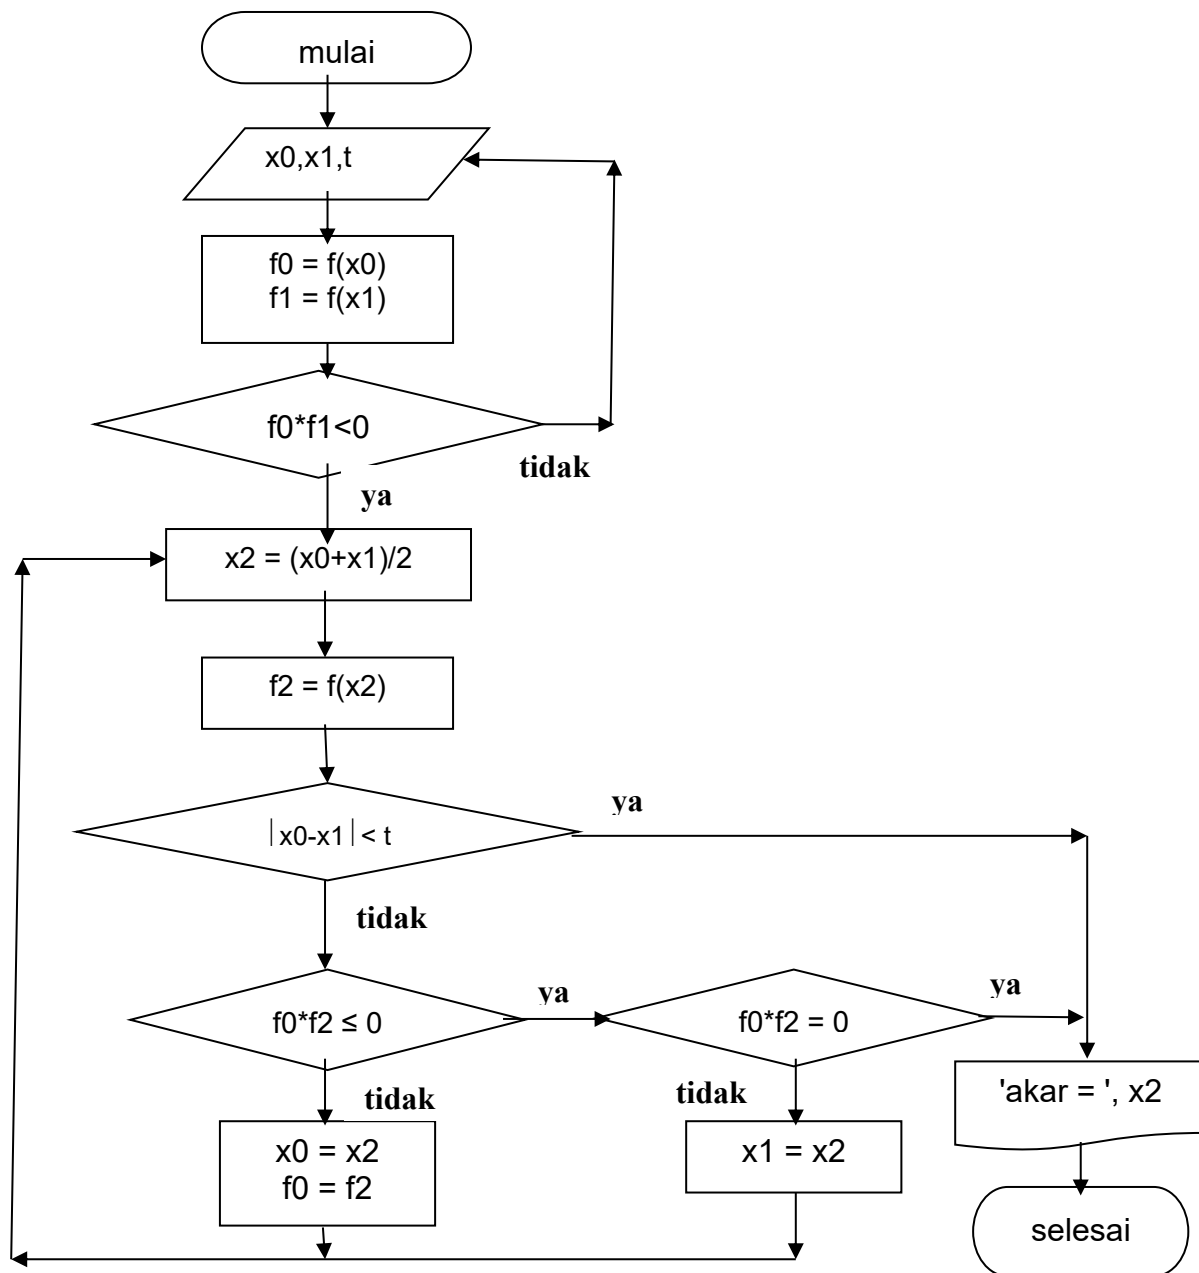 mulai
x0,x1,t
f0 = f(x0)
f1 = f(x1)
f0*f1<0
tidak
ya
x2 = (x0+x1)/2
f2 = f(x2)
ya
|x0-x1| < t
tidak
f0*f2 ≤ 0
ya
f0*f2 = 0
ya
tidak
x0 = x2
f0 = f2
tidak
x1 = x2
'akar = ', x2
selesai